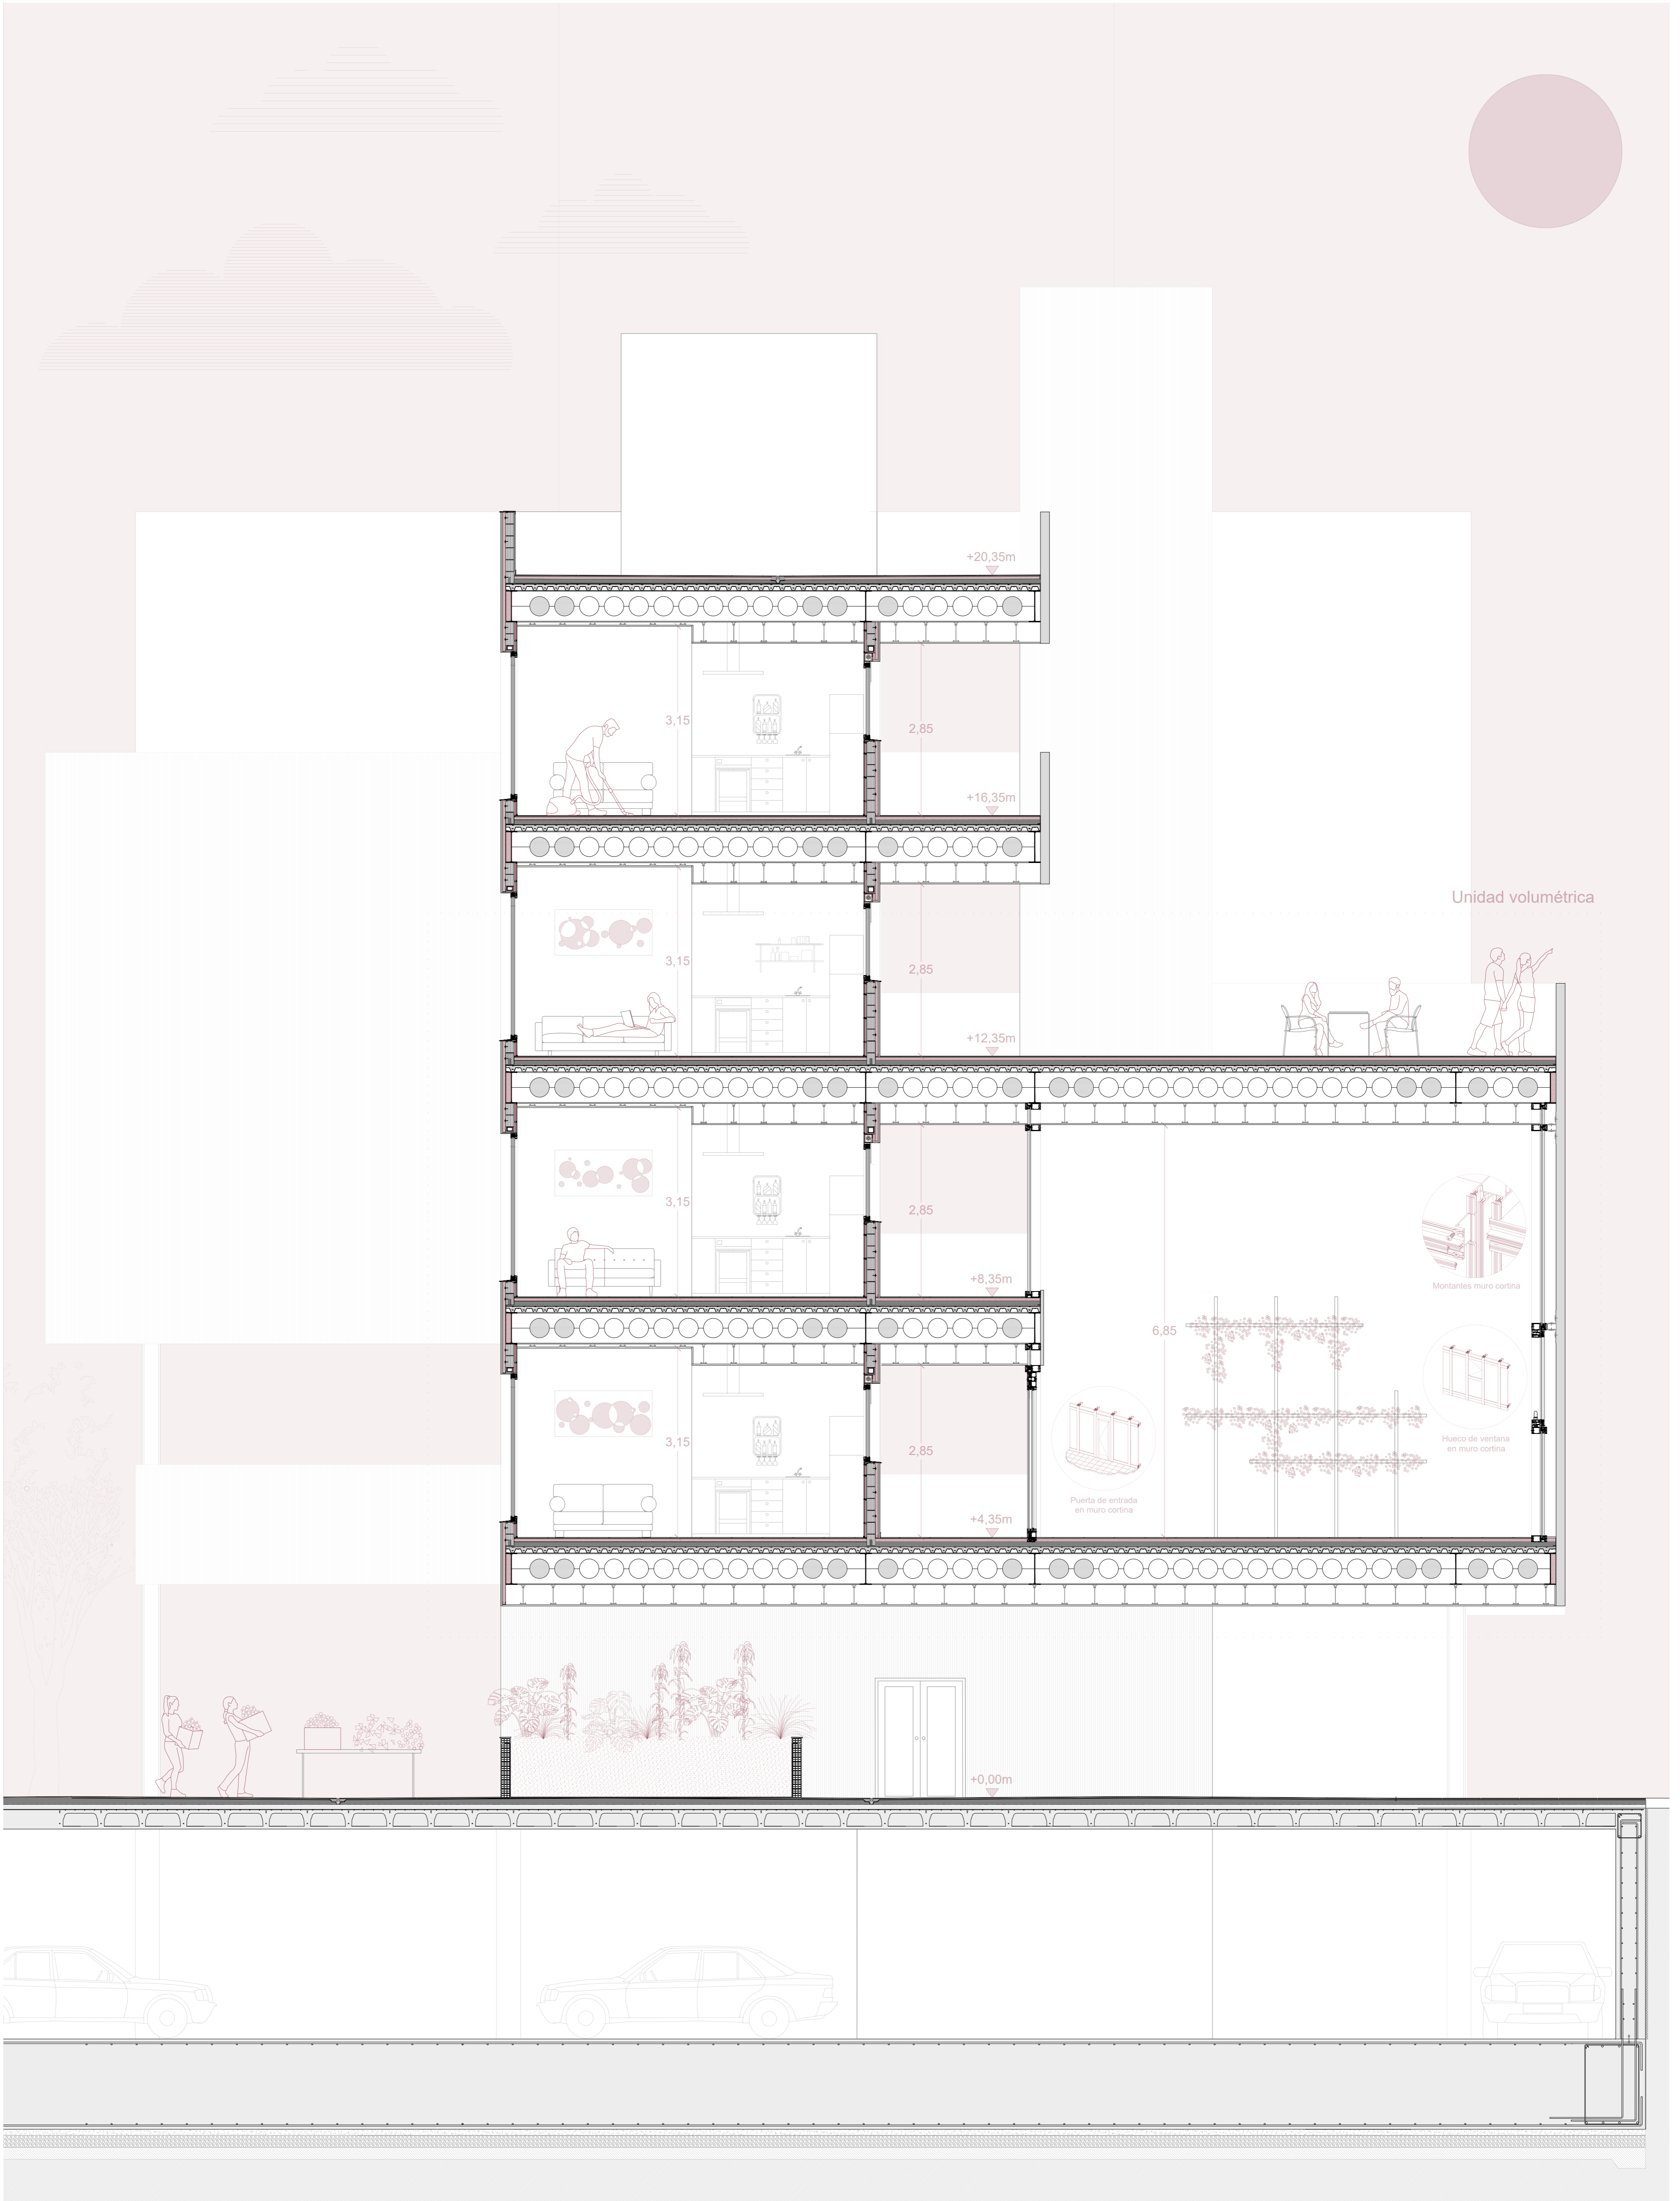 +20,35m
3,15
2,85
+16,35m
Unidad volumétrica
3,15
2,85
+12,35m
3,15
2,85
Montantes muro cortina
+8,35m
6,85
3,15
2,85
Hueco de ventana
en muro cortina
Puerta de entrada
en muro cortina
+4,35m
+0,00m